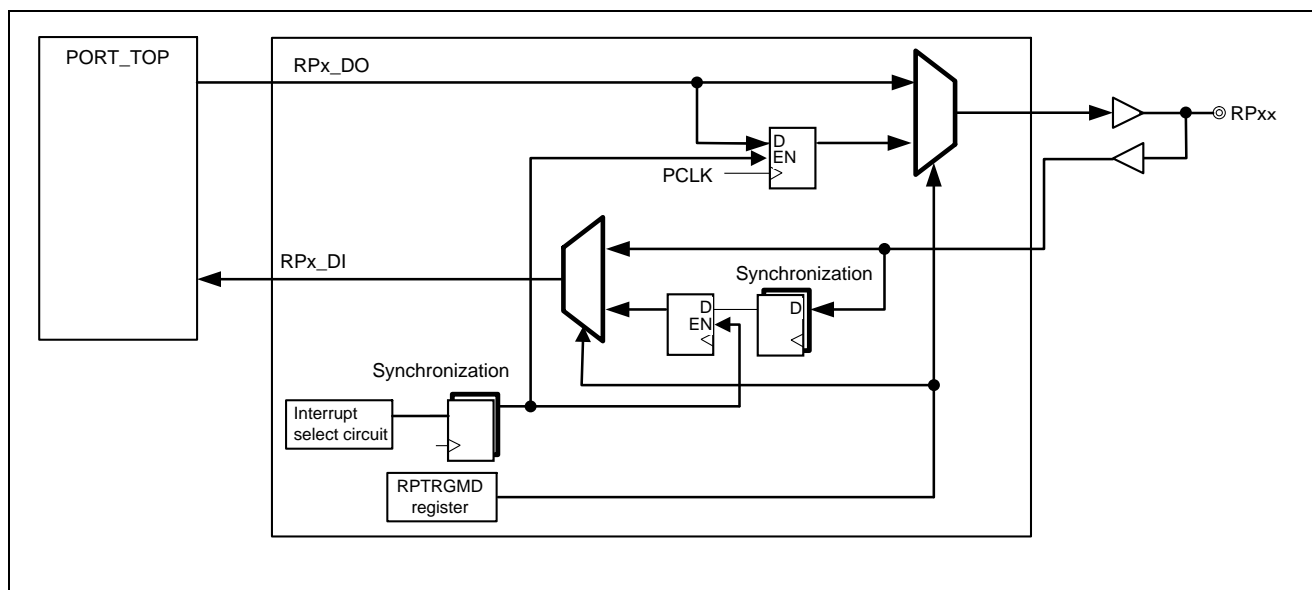 PORT_TOP
RPx_DO
RPxx
D
EN
PCLK
RPx_DI
Synchronization
D
EN
D
Synchronization
Interrupt
select circuit
RPTRGMD
register